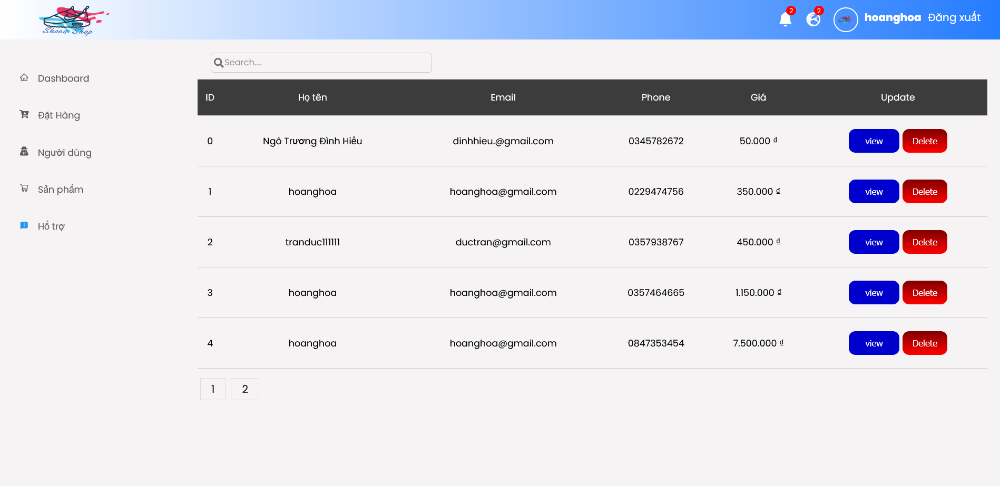 Shoes Shop
2
2
hoanghoa Đăng xuất
Search....
Dashboard
Đặt Hàng
Người dùng
Sản phẩm
Hổ trợ
ID Họ tên Email Phone Giá Update
0 Ngô Trương Đình Hiếu dinhhieu.@gmail.com 0345782672 50.000 ₫ view Delete
1 hoanghoa hoanghoa@gmail.com 0229474756 350.000 ₫ view Delete
2 tranduc111111 ductran@gmail.com 0357938767 450.000 ₫ view Delete
3 hoanghoa hoanghoa@gmail.com 0357464665 1.150.000 ₫ view Delete
4 hoanghoa hoanghoa@gmail.com 0847353454 7.500.000 ₫ view Delete
1 2